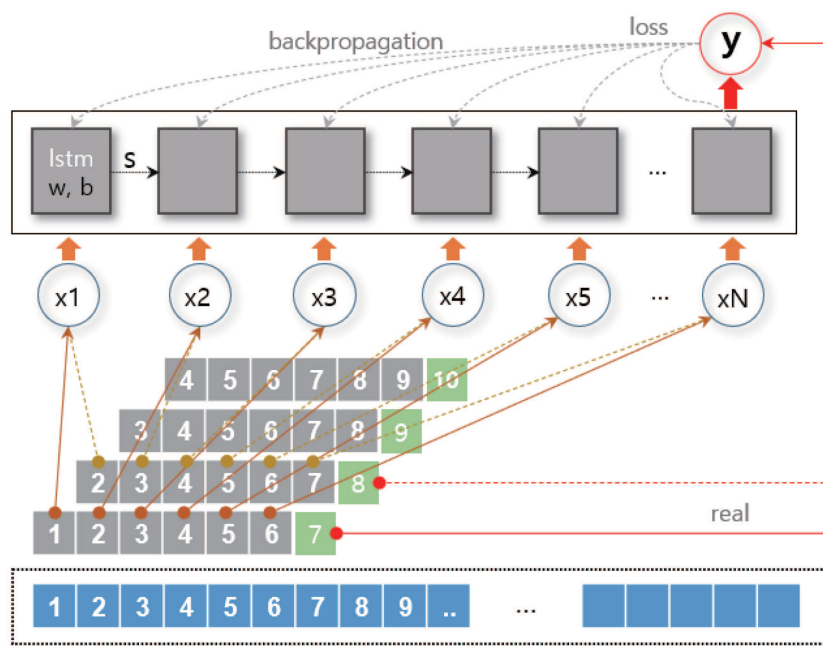 loss
backpropagation
y
lstm
w, b
s
...
x1 x2 x3 x4 x5 ... xN
4 5 6 7 8 9 10
3 4 5 6 7 8 9
2 3 4 5 6 7 8
real
1 2 3 4 5 6 7
1 2 3 4 5 6 7 8 9 .. ...